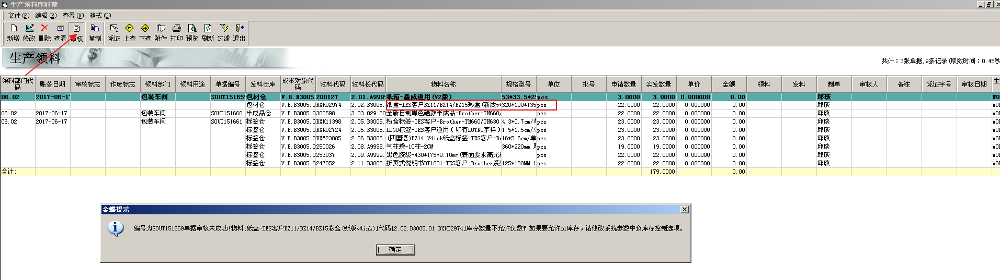 生产领料序时薄
文件(F) 编辑(E) 查看(V) 格式(O)
新增 修改 删除 查看 审核 复制 凭证 上查 下查 附件 打印 预览 刷新 过滤 退出
生产领料
共计：3张单据,9条记录(取数时间：0.45秒
领料部门代码 账务日期 审核标志 作废标志 领料部门 领料用途 单据编号 发料仓库 成本对象代码 物料代码 物料长代码 物料名称 规格型号 单位 批号 申请数量 实发数量 单价 金额 领料 发料 制单 审核人 备注 凭证字号 审核日期 生
06.02 2017-06-17 包装车间 SOUT151659 包材仓 V.B.B3005. 200127 2.01.A9999 纸箱-鑫威通用(V2版) 53*33.5*29 pcs 3.0000 3.0000 0.000000 0.00 邱琰 WO
包材仓 V.B.B3005.0 BXH02974 2.02.B3005. 纸盒-IES客户BZ11/BZ14/BZ15彩盒(新版v4 320*100*135 pcs 22.0000 22.0000 0.000000 0.00 邱琰 WO
06.02 2017-06-17 包装车间 SOUT151660 半成品仓 V.B.B3005.0 300598 3.03.029.30 全新自制黑色硒鼓半成品-Brother-TN660/ pcs 22.0000 22.0000 0.000000 0.00 邱琰 WO
06.02 2017-06-17 包装车间 SOUT151661 标签仓 V.B.B3005.0 BXK11398 2.05.B3005. 粉盒标签-IES客户-Brother-TN660/TN630 4.3*0.7cm/单 pcs 23.0000 23.0000 0.000000 0.00 邱琰 WO
标签仓 V.B.B3005.0 BXK02724 2.05.B3005. LOGO标签-IES客户通用(印有LOTNO字样) 1.5*1.5cm/单 pcs 23.0000 23.0000 0.000000 0.00 邱琰 WO
标签仓 V.B.B3005.0 BXM23885 2.06.B3005. (四国语)BZ14 V4ink纸盒标签-IES客户-Br 16*5.6cm/单 pcs 23.0000 23.0000 0.000000 0.00 邱琰 WO
标签仓 V.B.B3005.0 250026 2.08.A9999. 气柱袋-10柱-2CM 360*220mm pcs 19.0000 19.0000 0.000000 0.00 邱琰 WO
标签仓 V.B.B3005.0 253037 2.09.A9999. 黑色胶袋-430*175*0.10mm(表面要求高光 pcs 22.0000 22.0000 0.000000 0.00 邱琰 WO
标签仓 V.B.B3005.0 247052 2.11.B3005. 折页式说明书BT1601-IES客户-Brother系 125*180MM 1 pcs 22.0000 22.0000 0.000000 0.00 邱琰 WO
合计: 179.0000 0.00
金蝶提示
编号为SOUT151659单据审核未成功!物料[纸盒-IES客户BZ11/BZ14/BZ15彩盒(新版v4ink)]代码[2.02.B3005.01.BXH02974]库存数量不允许负数！如果要允许负库存，请修改系统参数中负库存控制选项。
确定